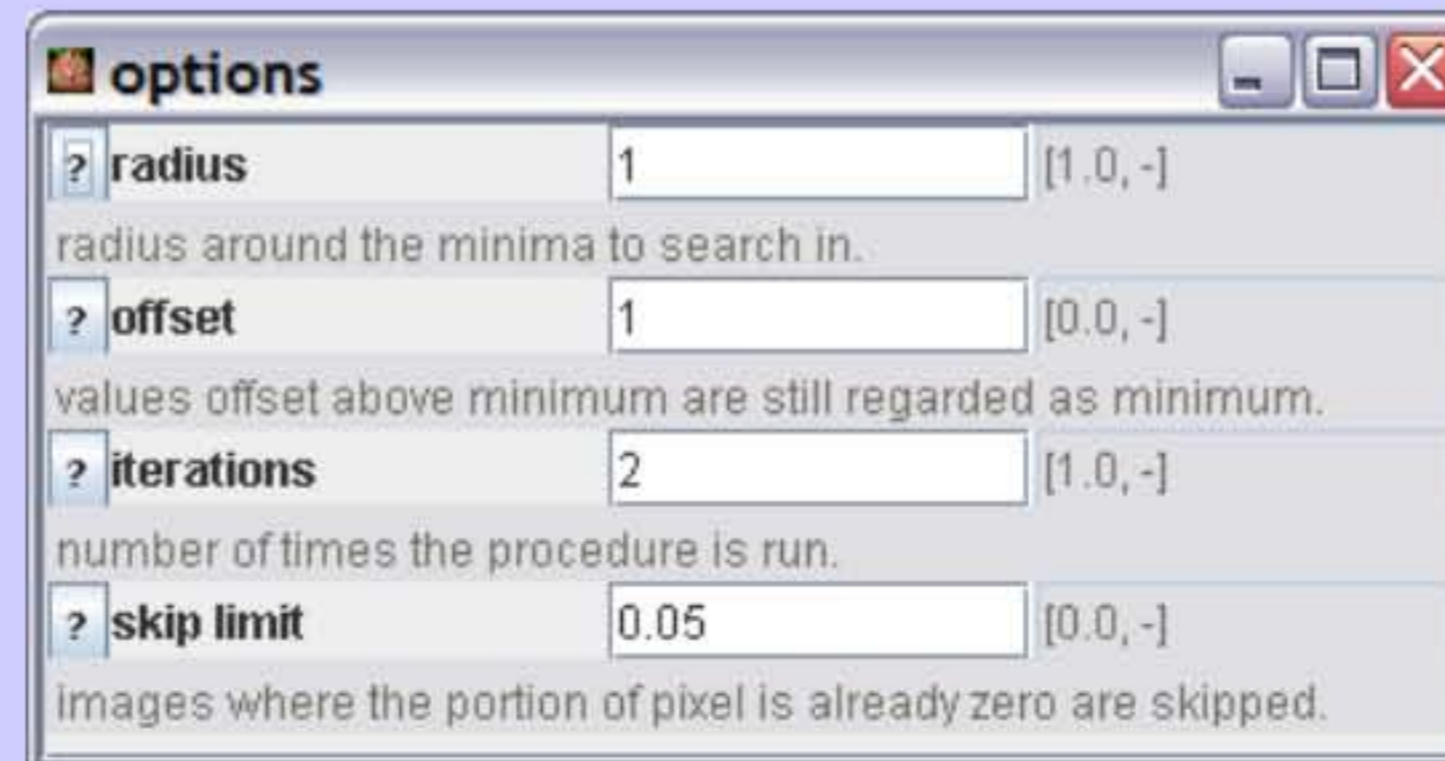 options
? radius 1 [1.0, -]
radius around the minima to search in.
? offset 1 [0.0, -]
values offset above minimum are still regarded as minimum.
? iterations 2 [1.0, -]
number of times the procedure is run.
? skip limit 0.05 [0.0, -]
images where the portion of pixel is already zero are skipped.